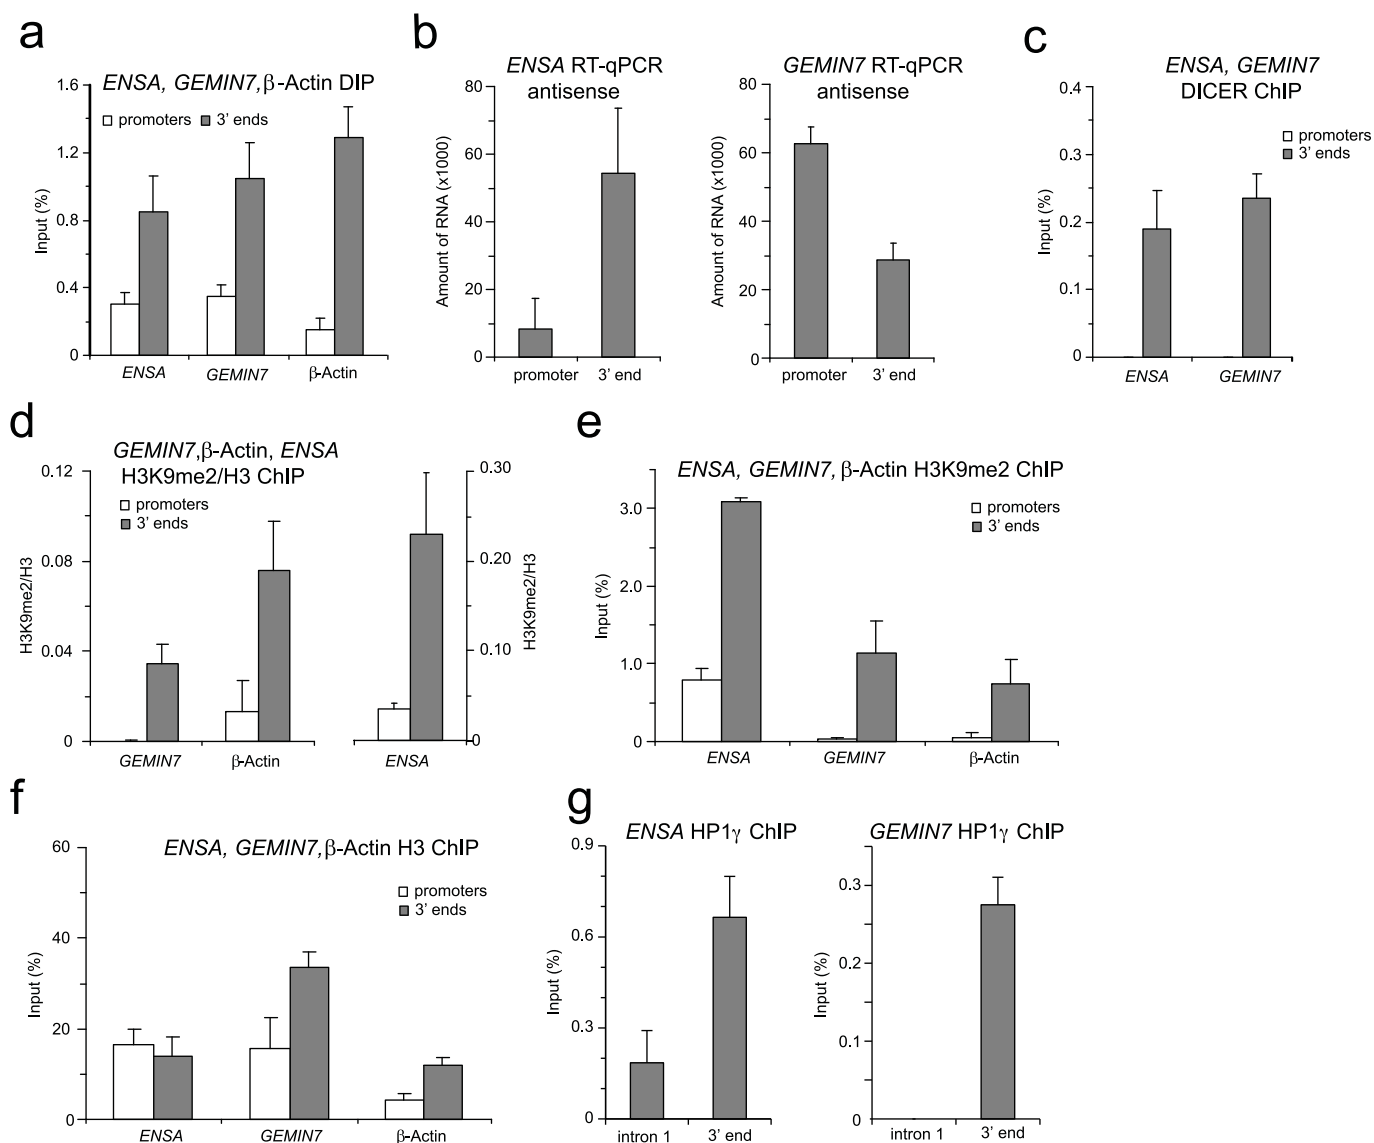 a
ENSA, GEMIN7,β-Actin DIP
promoters 3' ends
Input (%)
1.6
1.2
0.8
0.4
0
ENSA GEMIN7 β-Actin
b
ENSA RT-qPCR
antisense
Amount of RNA (x1000)
80
60
40
20
0
promoter 3' end
GEMIN7 RT-qPCR
antisense
Amount of RNA (x1000)
80
60
40
20
0
promoter 3' end
c
ENSA, GEMIN7
DICER ChIP
promoters
3' ends
Input (%)
0.4
0.3
0.2
0.1
0
ENSA GEMIN7
d
GEMIN7,β-Actin, ENSA
H3K9me2/H3 ChIP
promoters
3' ends
H3K9me2/H3
0.12
0.08
0.04
0
GEMIN7 β-Actin
0.30
0.20
0.10
0
H3K9me2/H3
ENSA
e
ENSA, GEMIN7, β-Actin H3K9me2 ChIP
promoters
3' ends
Input (%)
3.0
2.0
1.0
0
ENSA GEMIN7 β-Actin
f
ENSA, GEMIN7,β-Actin H3 ChIP
promoters
3' ends
Input (%)
60
40
20
0
ENSA GEMIN7 β-Actin
g
ENSA HP1γ ChIP
Input (%)
0.9
0.6
0.3
0
intron 1 3' end
GEMIN7 HP1γ ChIP
Input (%)
0.3
0.2
0.1
0
intron 1 3' end